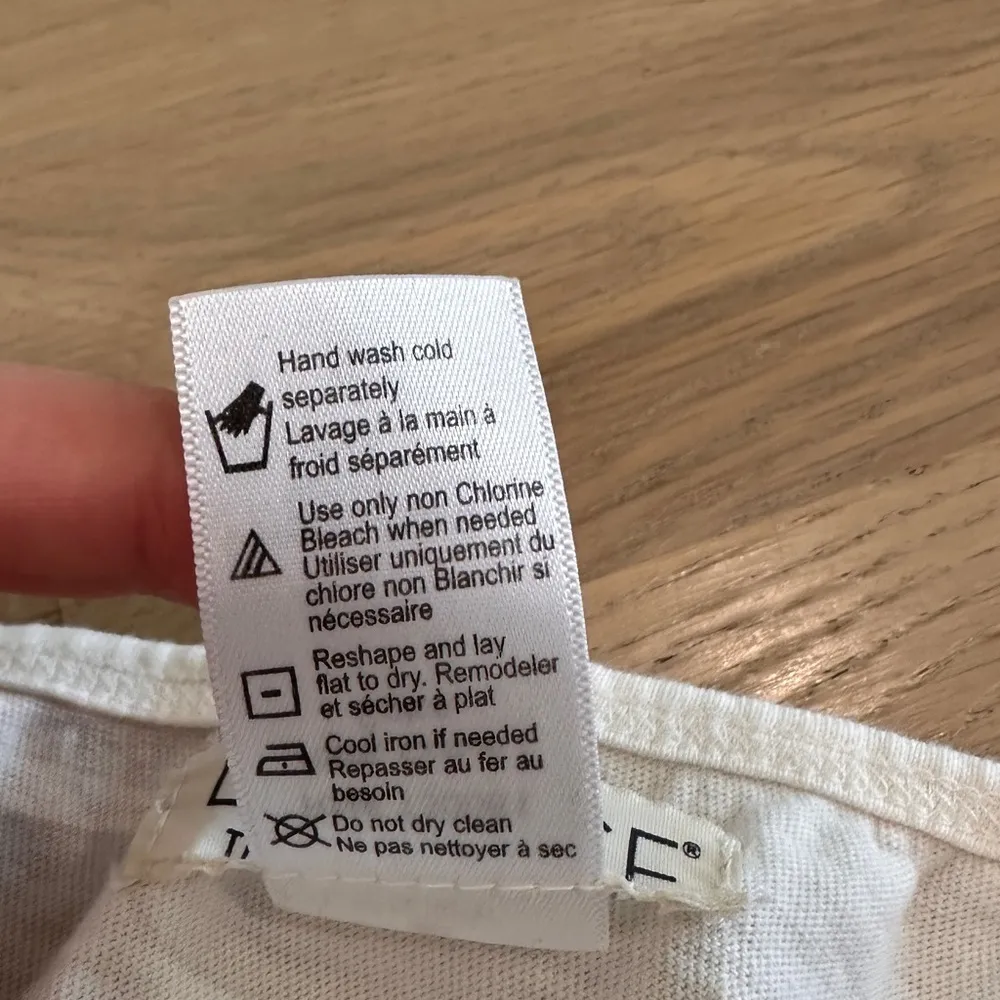 Hand wash cold
separately
Lavage à la main à
froid séparément
Use only non Chlorine
Bleach when needed
Utiliser uniquement du
chlore non Blanchir si
nécessaire
Reshape and lay
flat to dry. Remodeler
et sécher à plat
Cool iron if needed
Repasser au fer au
besoin
Do not dry clean
Ne pas nettoyer à sec